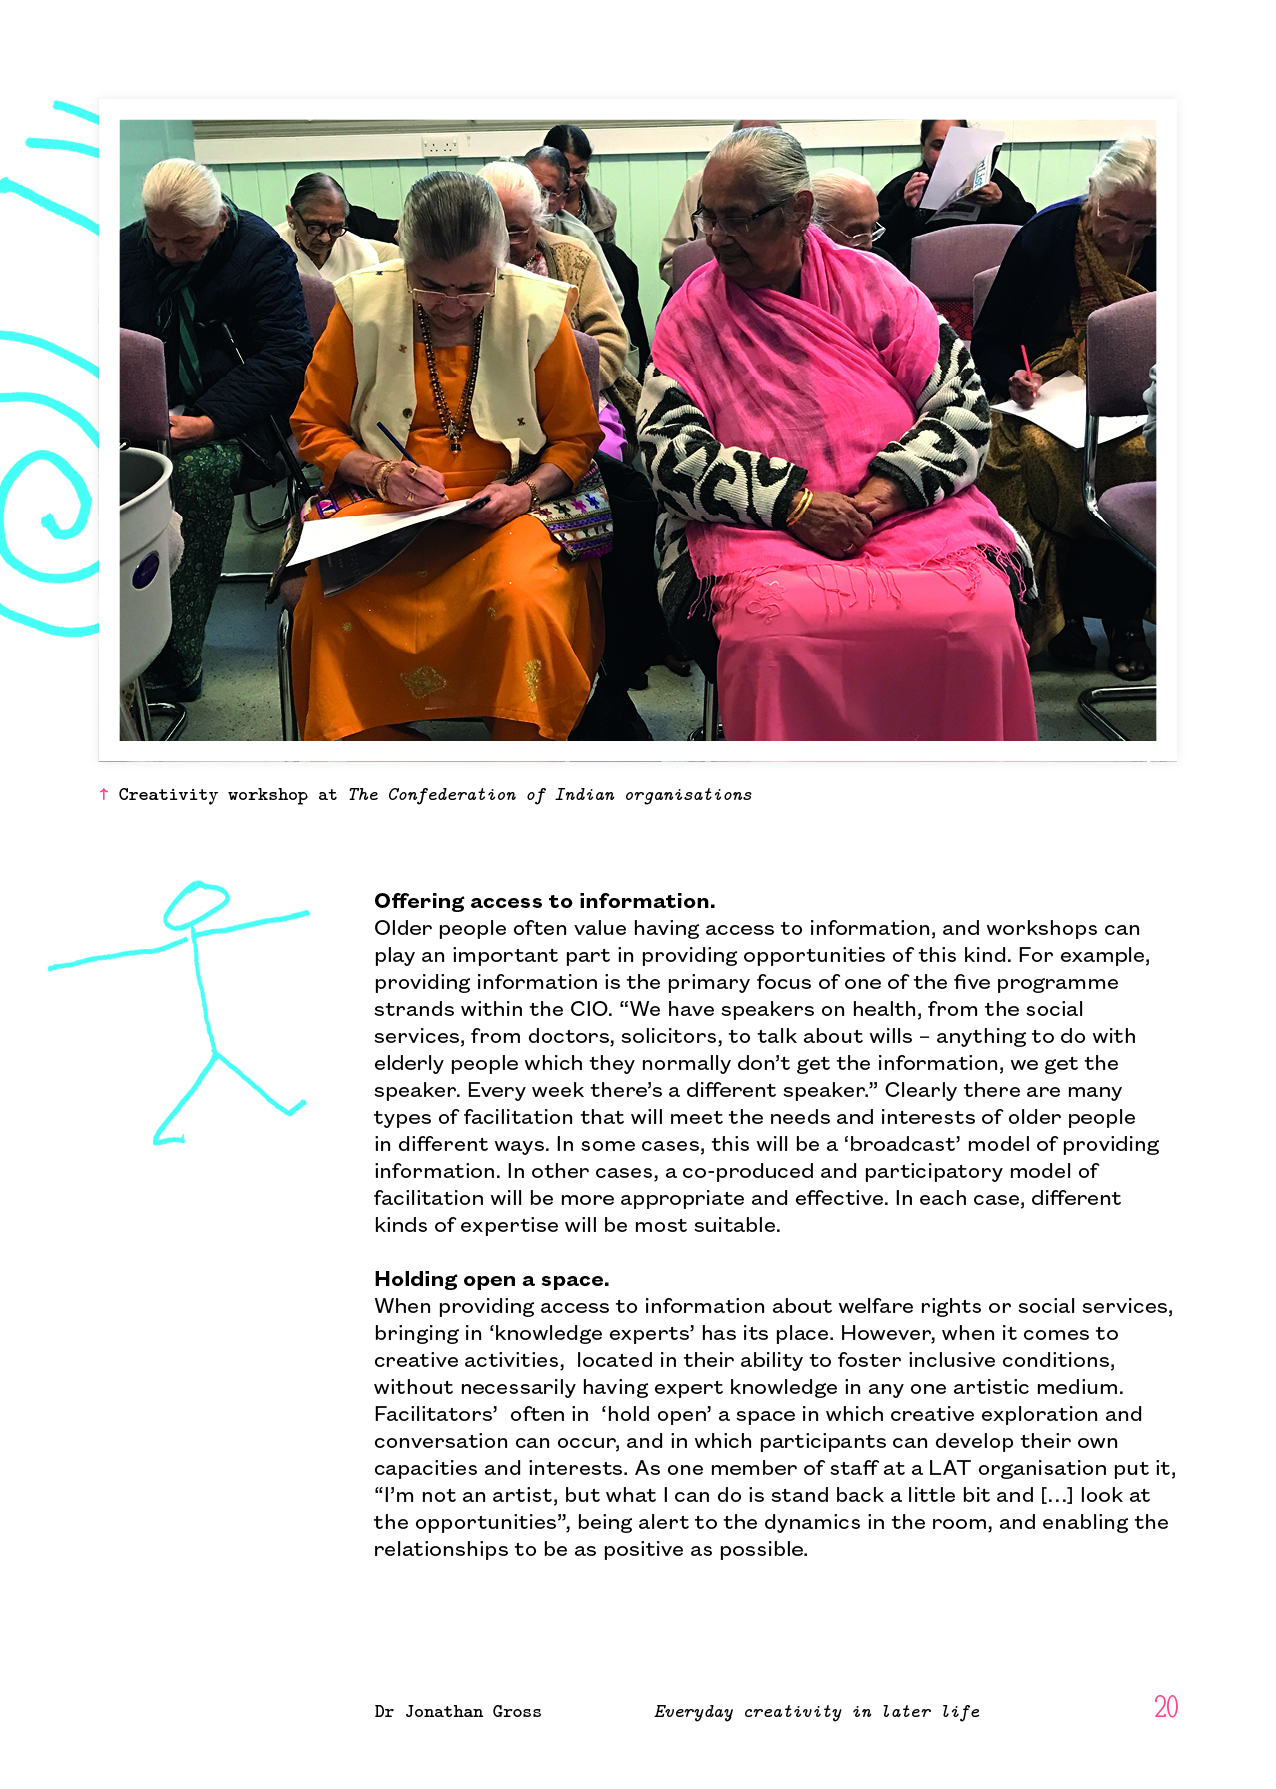 ↑ Creativity workshop at The Confederation of Indian organisations
Offering access to information.
Older people often value having access to information, and workshops can
play an important part in providing opportunities of this kind. For example,
providing information is the primary focus of one of the five programme
strands within the CIO. “We have speakers on health, from the social
services, from doctors, solicitors, to talk about wills – anything to do with
elderly people which they normally don’t get the information, we get the
speaker. Every week there’s a different speaker.” Clearly there are many
types of facilitation that will meet the needs and interests of older people
in different ways. In some cases, this will be a ‘broadcast’ model of providing
information. In other cases, a co-produced and participatory model of
facilitation will be more appropriate and effective. In each case, different
kinds of expertise will be most suitable.
Holding open a space.
When providing access to information about welfare rights or social services,
bringing in ‘knowledge experts’ has its place. However, when it comes to
creative activities,  located in their ability to foster inclusive conditions,
without necessarily having expert knowledge in any one artistic medium.
Facilitators’  often in  ‘hold open’ a space in which creative exploration and
conversation can occur, and in which participants can develop their own
capacities and interests. As one member of staff at a LAT organisation put it,
“I’m not an artist, but what I can do is stand back a little bit and […] look at
the opportunities”, being alert to the dynamics in the room, and enabling the
relationships to be as positive as possible.
Dr Jonathan Gross Everyday creativity in later life 20